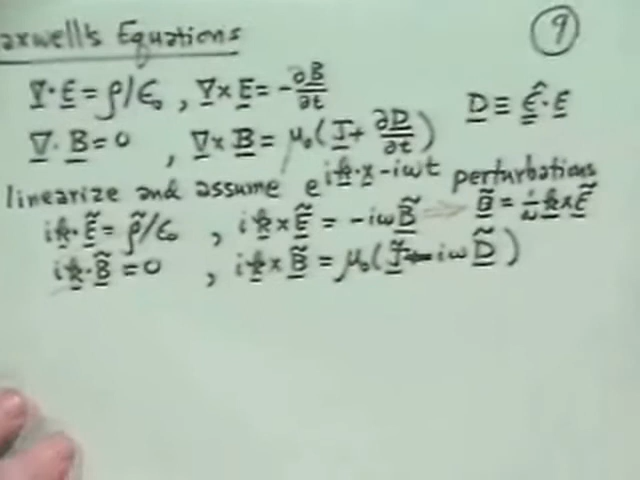 axwell's Equations
9
∇·E = ρ/ε₀ , ∇×E = -∂B/∂t
D ≡ ε̂·E
∇·B = 0 , ∇×B = μ₀(J + ∂D/∂t)
linearize and assume e^{ik·x-iωt} perturbations
ik·Ẽ = ρ̃/ε₀ , ik×Ẽ = -iωB̃ → B̃ = 1/ω k×Ẽ
ik·B̃ = 0 , ik×B̃ = μ₀(J̃ - iωD̃)